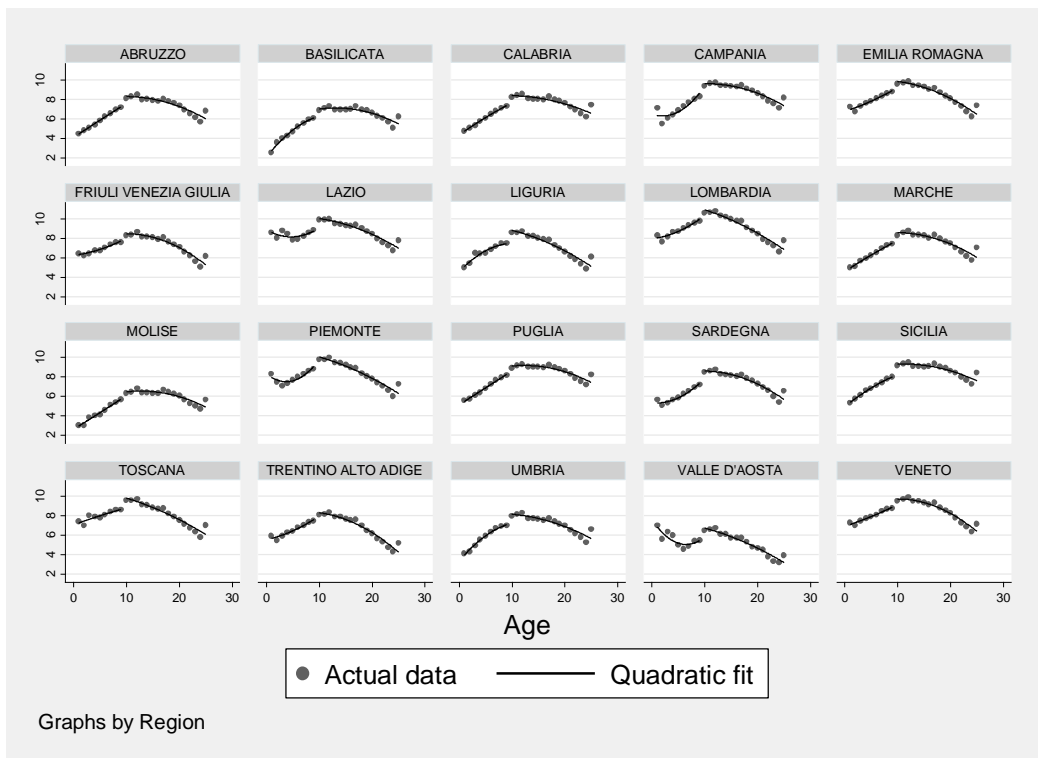 ABRUZZO BASILICATA CALABRIA CAMPANIA EMILIA ROMAGNA
10
8
6
4
2
FRIULI VENEZIA GIULIA LAZIO LIGURIA LOMBARDIA MARCHE
10
8
6
4
2
MOLISE PIEMONTE PUGLIA SARDEGNA SICILIA
10
8
6
4
2
TOSCANA TRENTINO ALTO ADIGE UMBRIA VALLE D'AOSTA VENETO
10
8
6
4
2
0 10 20 30 0 10 20 30 0 10 20 30 0 10 20 30 0 10 20 30
Age
Actual data Quadratic fit
Graphs by Region